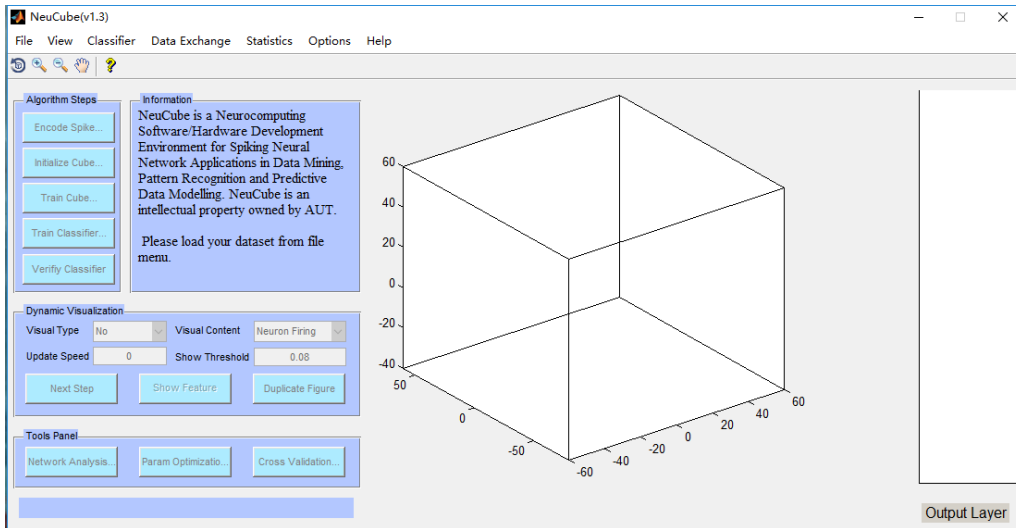 NeuCube(v1.3)
File View Classifier Data Exchange Statistics Options Help
Algorithm Steps
Encode Spike...
Initialize Cube...
Train Cube...
Train Classifier...
Verifiy Classifier
Information
NeuCube is a Neurocomputing
Software/Hardware Development
Environment for Spiking Neural
Network Applications in Data Mining,
Pattern Recognition and Predictive
Data Modelling. NeuCube is an
intellectual property owned by AUT.
Please load your dataset from file
menu.
Dynamic Visualization
Visual Type No Visual Content Neuron Firing
Update Speed 0 Show Threshold 0.08
Next Step Show Feature Duplicate Figure
Tools Panel
Network Analysis... Param Optimizatio... Cross Validation...
60
40
20
0
-20
-40
50
0
-50
-60
-40
-20
0
20
40
60
Output Layer